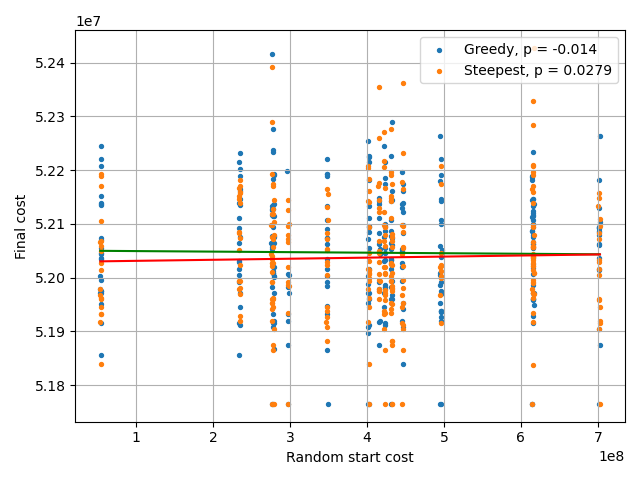 1e7
Greedy, p = -0.014
Steepest, p = 0.0279
5.24
5.23
5.22
5.21
5.20
5.19
5.18
Final cost
1 2 3 4 5 6 7
1e8
Random start cost